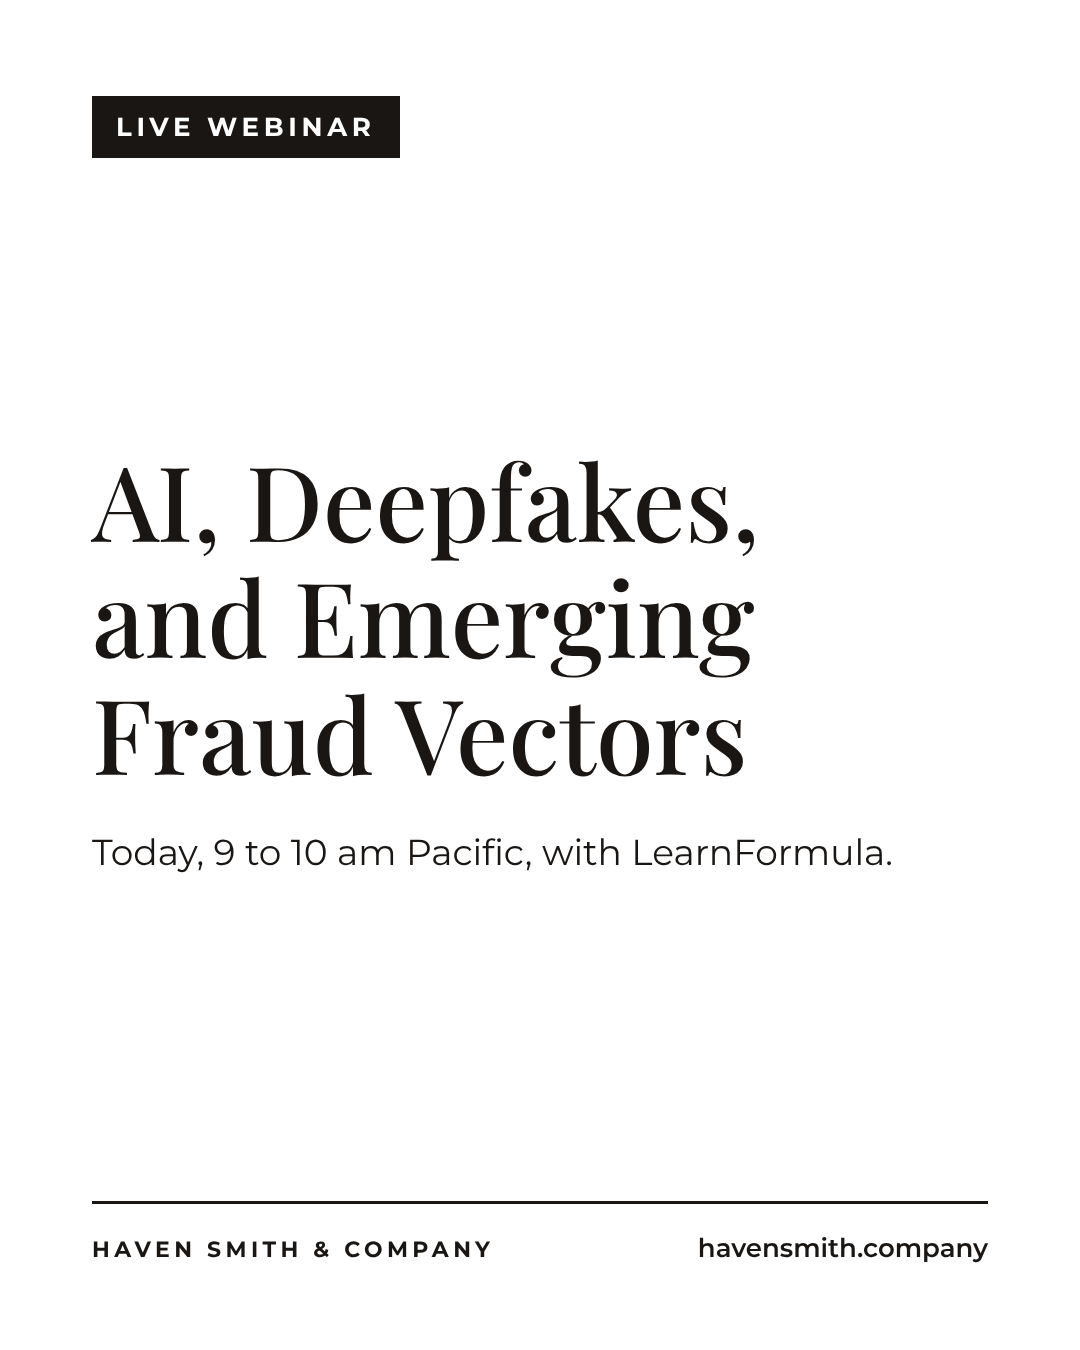 LIVE WEBINAR
AI, Deepfakes,
and Emerging
Fraud Vectors
Today, 9 to 10 am Pacific, with LearnFormula.
HAVEN SMITH & COMPANY
havensmith.company